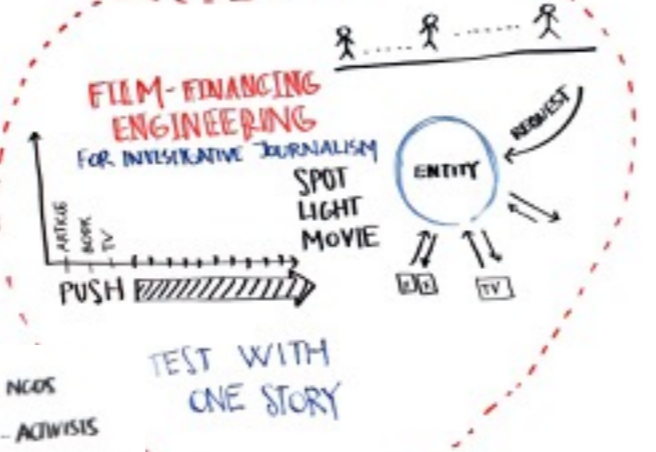 FILM-FINANCING
ENGINEERING
FOR INVESTIGATIVE JOURNALISM
SPOT
LIGHT
MOVIE
REQUEST
ENTITY
ARTICLE
BOOK
TV
PUSH
TV
TEST WITH
ONE STORY
NGOS
- ACTIVISTS